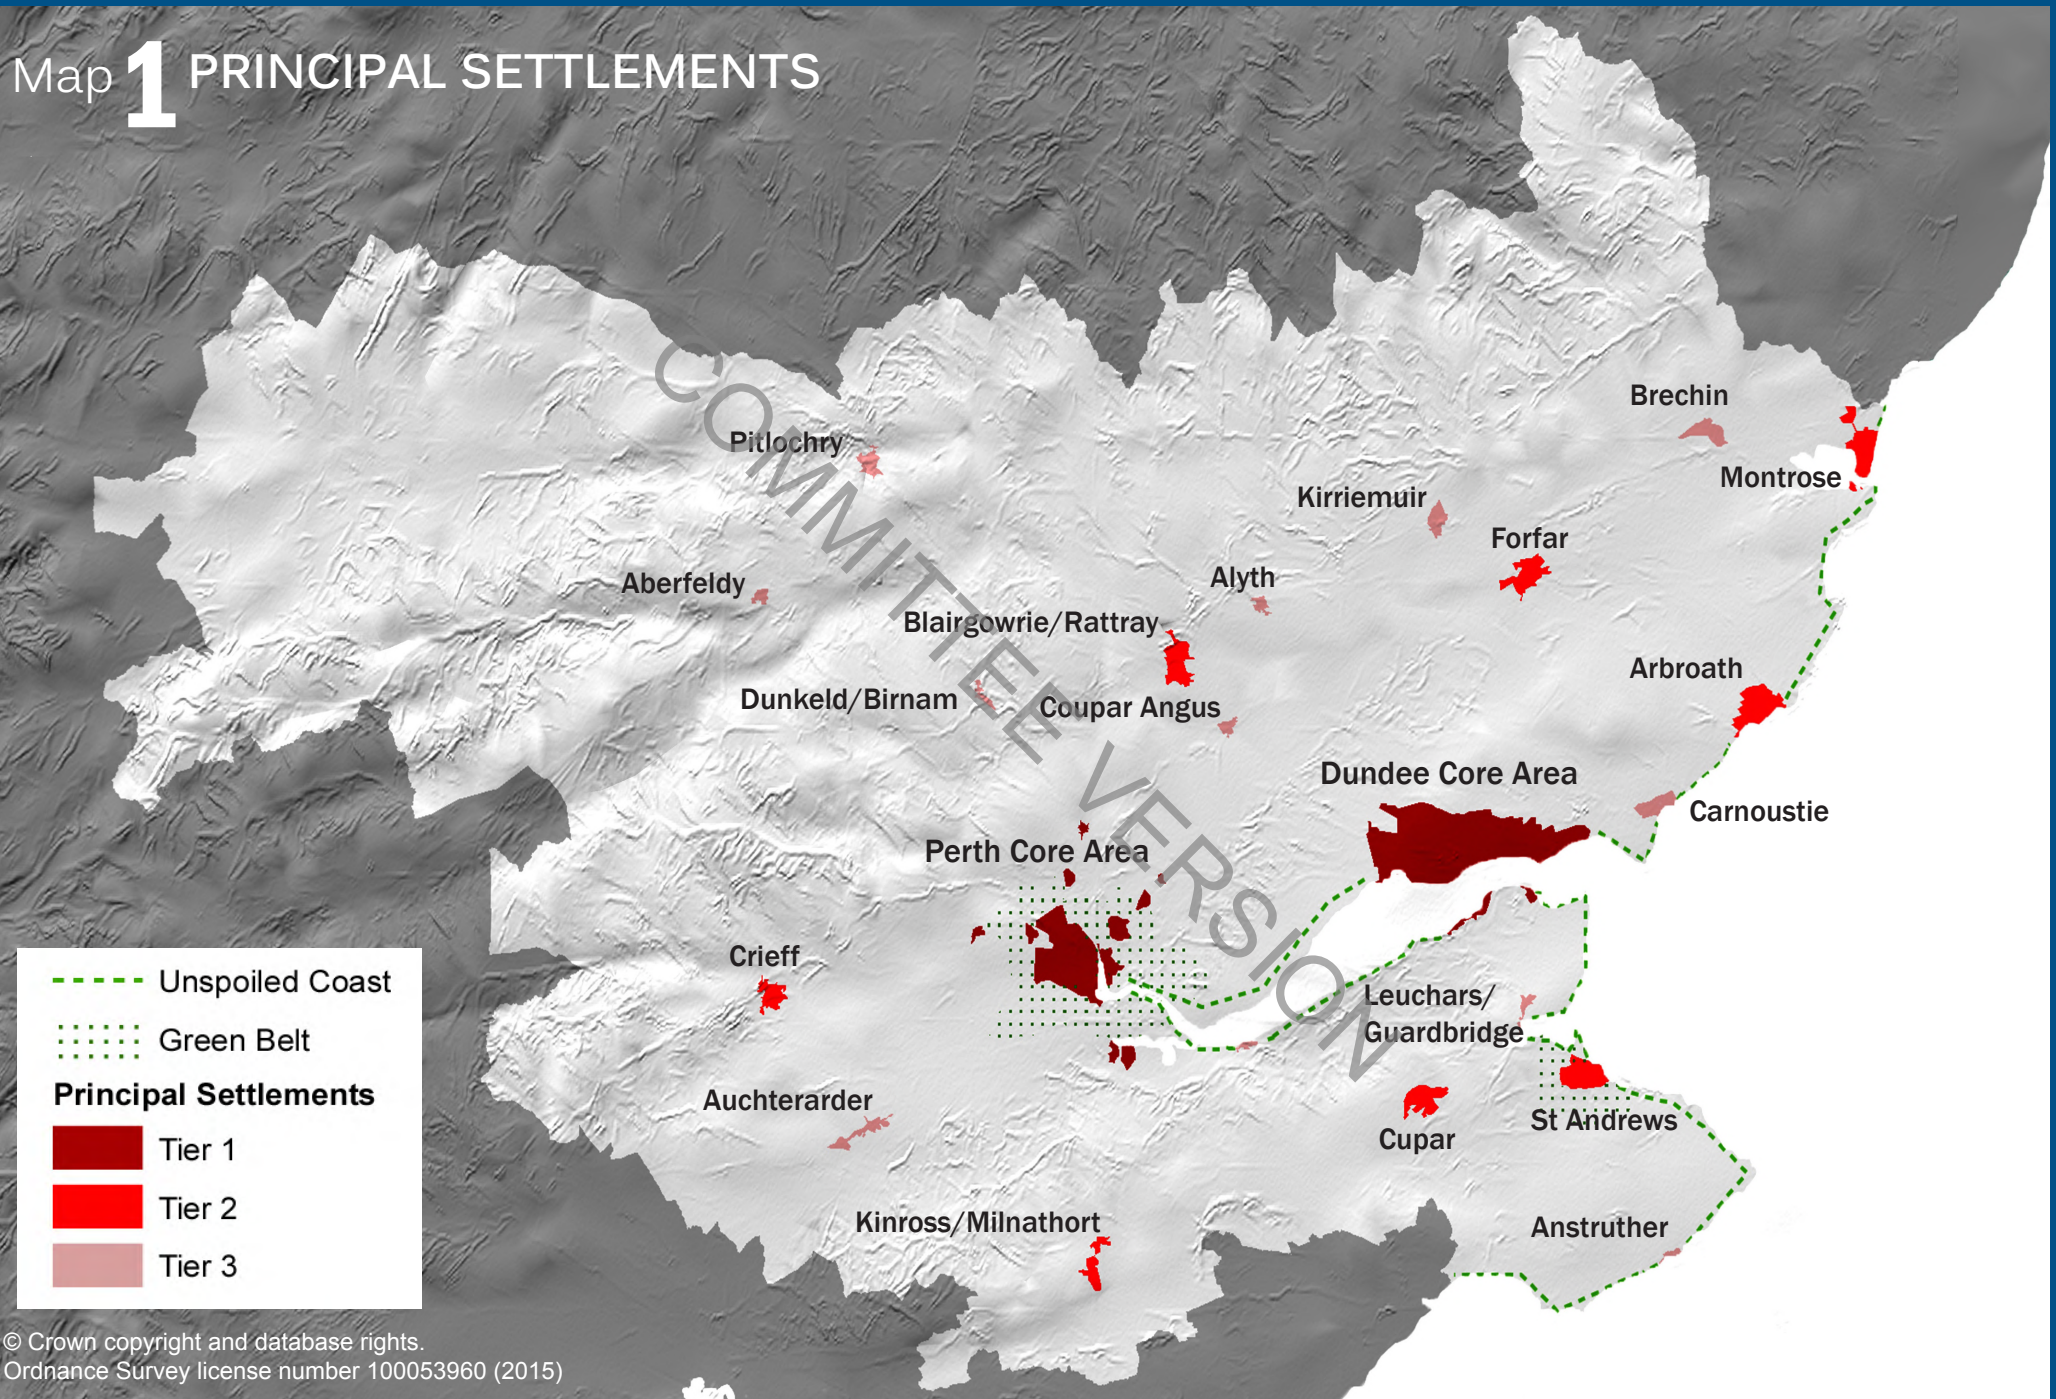 Map 1 PRINCIPAL SETTLEMENTS
Brechin
Pitlochry
Montrose
Kirriemuir
Forfar
Aberfeldy
Alyth
Blairgowrie/Rattray
Arbroath
Dunkeld/Birnam
Coupar Angus
Dundee Core Area
Carnoustie
Perth Core Area
Crieff
Leuchars/
Guardbridge
Auchterarder
St Andrews
Cupar
Kinross/Milnathort
Anstruther
COMMITTEE VERSION
Unspoiled Coast
Green Belt
Principal Settlements
Tier 1
Tier 2
Tier 3
© Crown copyright and database rights.
Ordnance Survey license number 100053960 (2015)